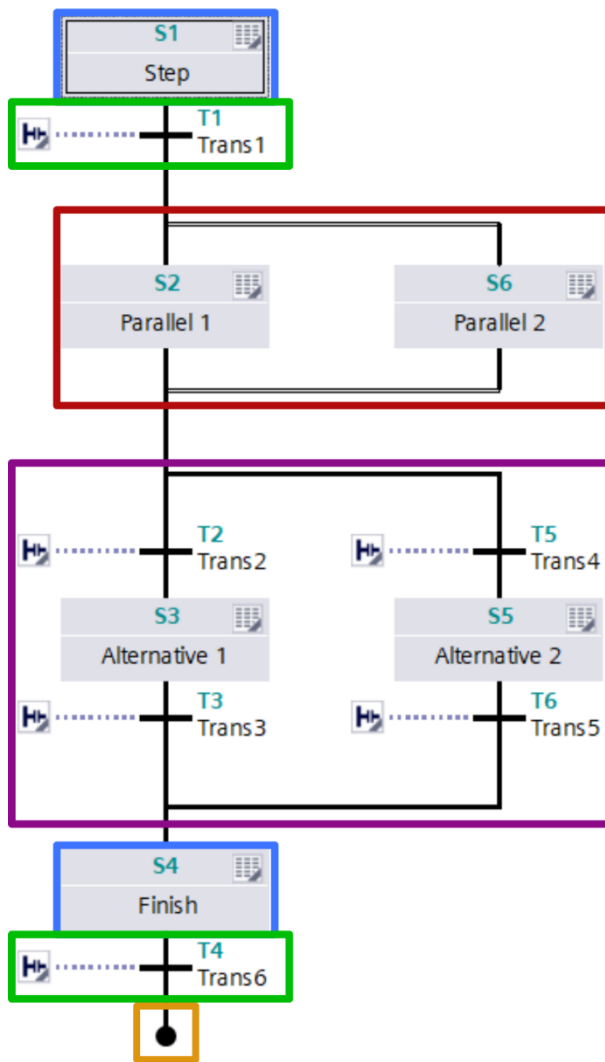 S1
Step
T1
Trans1
S2
Parallel 1
S6
Parallel 2
T2
Trans2
T5
Trans4
S3
Alternative 1
S5
Alternative 2
T3
Trans3
T6
Trans5
S4
Finish
T4
Trans6